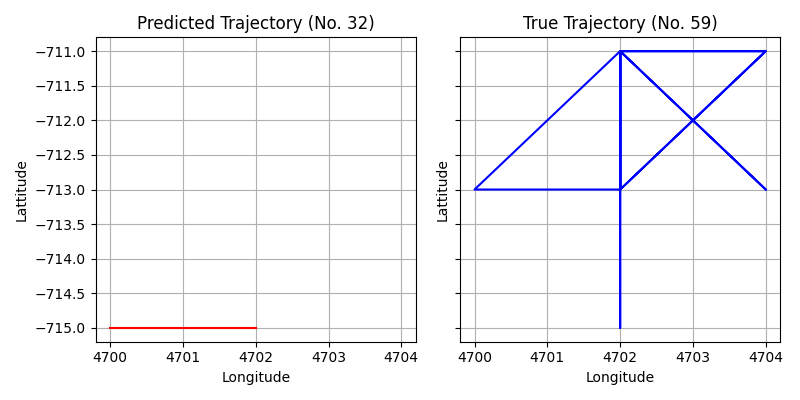 Predicted Trajectory (No. 32)
Lattitude
−711.0
−711.5
−712.0
−712.5
−713.0
−713.5
−714.0
−714.5
−715.0
4700 4701 4702 4703 4704
Longitude
True Trajectory (No. 59)
Lattitude
4700 4701 4702 4703 4704
Longitude